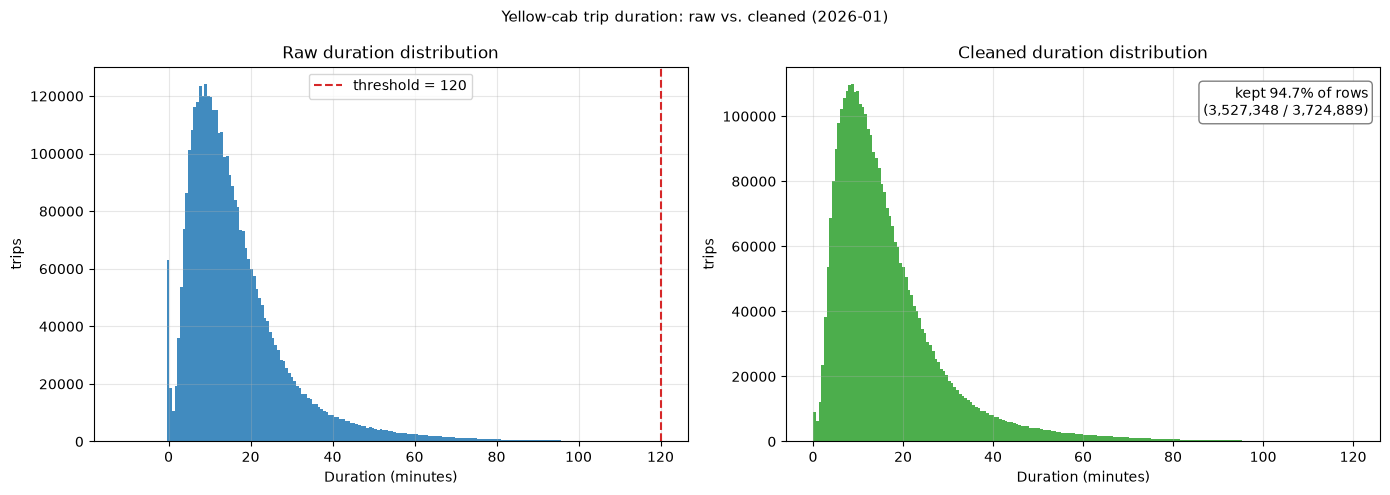 Yellow-cab trip duration: raw vs. cleaned (2026-01)
Raw duration distribution
threshold = 120
trips
120000
100000
80000
60000
40000
20000
0
0 20 40 60 80 100 120
Duration (minutes)
Cleaned duration distribution
kept 94.7% of rows
(3,527,348 / 3,724,889)
trips
100000
80000
60000
40000
20000
0
0 20 40 60 80 100 120
Duration (minutes)